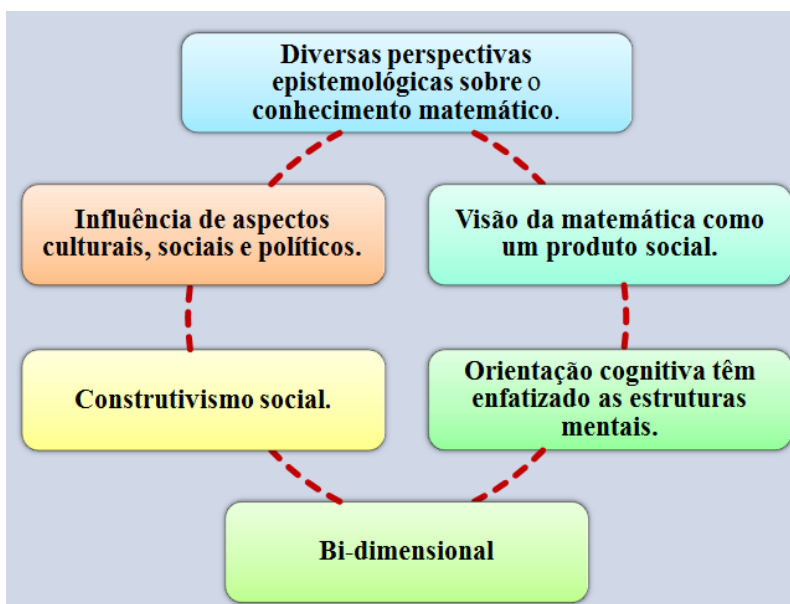 Diversas perspectivas
epistemológicas sobre o
conhecimento matemático.
Influência de aspectos
culturais, sociais e políticos.
Visão da matemática como
um produto social.
Construtivismo social.
Orientação cognitiva têm
enfatizado as estruturas
mentais.
Bi-dimensional